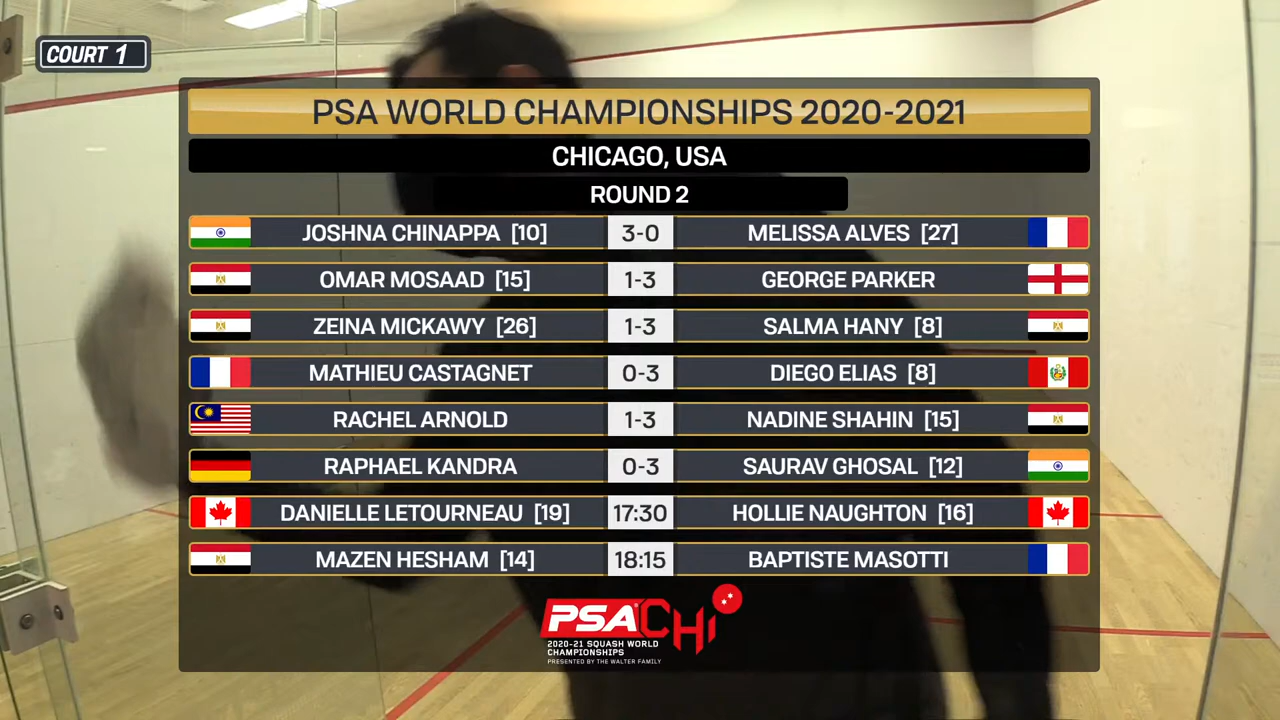 COURT 1
PSA WORLD CHAMPIONSHIPS 2020-2021
CHICAGO, USA
ROUND 2
JOSHNA CHINAPPA [10] 3-0 MELISSA ALVES [27]
OMAR MOSAAD [15] 1-3 GEORGE PARKER
ZEINA MICKAWY [26] 1-3 SALMA HANY [8]
MATHIEU CASTAGNET 0-3 DIEGO ELIAS [8]
RACHEL ARNOLD 1-3 NADINE SHAHIN [15]
RAPHAEL KANDRA 0-3 SAURAV GHOSAL [12]
DANIELLE LETOURNEAU [19] 17:30 HOLLIE NAUGHTON [16]
MAZEN HESHAM [14] 18:15 BAPTISTE MASOTTI
PSA CHI
2020-21 SQUASH WORLD
CHAMPIONSHIPS
PRESENTED BY THE WALTER FAMILY